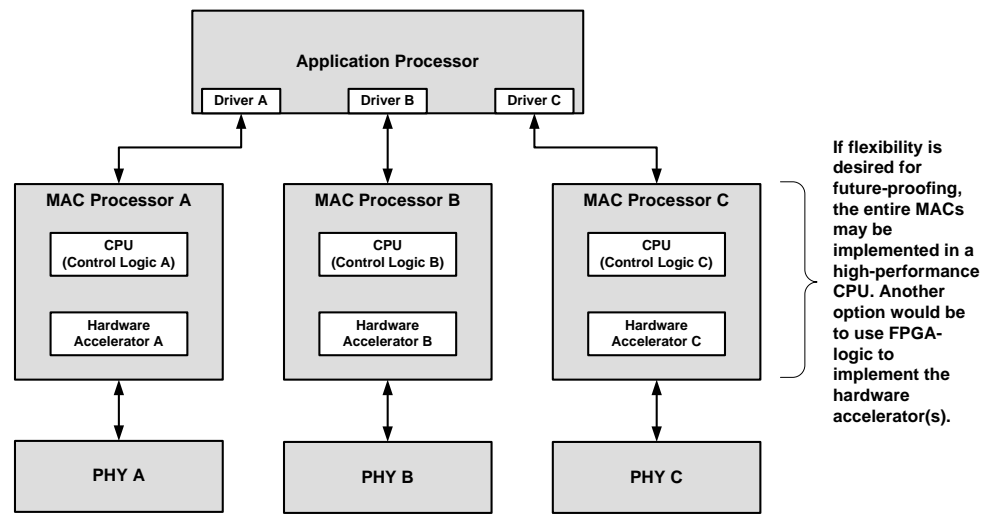 Application Processor
Driver A
Driver B
Driver C
MAC Processor A
CPU
(Control Logic A)
Hardware
Accelerator A
MAC Processor B
CPU
(Control Logic B)
Hardware
Accelerator B
MAC Processor C
CPU
(Control Logic C)
Hardware
Accelerator C
PHY A
PHY B
PHY C
If flexibility is
desired for
future-proofing,
the entire MACs
may be
implemented in a
high-performance
CPU. Another
option would be
to use FPGA-
logic to
implement the
hardware
accelerator(s).